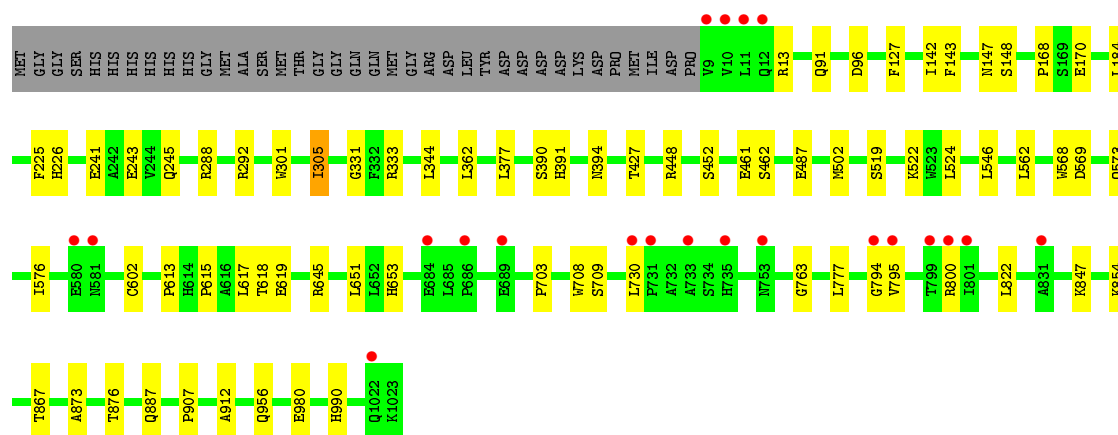 MET GLY GLY SER HIS HIS HIS HIS HIS HIS GLY MET ALA SER MET THR GLY GLY GLN GLN MET GLY ARG ASP LEU TYR ASP ASP ASP ASP LYS ASP PRO MET ILE ASP PRO V9 V10 L11 Q12 R13 Q91 D96 F127 I142 F143 N147 S148 P168 S169 E170 L184
F225 H226 E241 A242 E243 V244 Q245 R288 R292 W301 I305 G331 F332 R333 L344 L362 L377 S390 H391 N394 T427 R448 S452 E461 S462 E487 M502 S519 K522 W523 L524 L546 L562 W568 D569 Q573
I576 E580 N581 C602 P613 H614 P615 A616 L617 T618 E619 R645 L651 L652 H653 E684 L685 P686 E689 P703 W708 S709 L730 P731 A732 A733 S734 H735 N753 G763 L777 G794 V795 T799 R800 I801 L822 A831 K847 K854
T867 A873 T876 Q887 P907 A912 Q956 E980 H990 Q1022 K1023